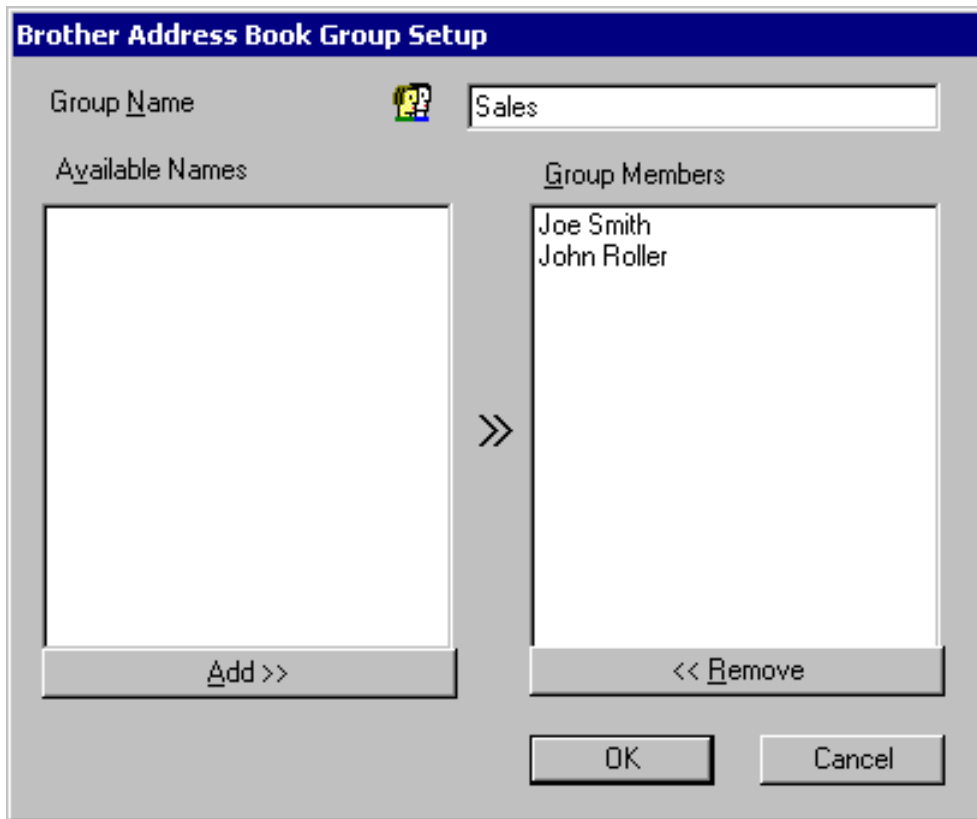 Brother Address Book Group Setup
Group Name
Sales
Available Names
Group Members
Joe Smith
John Roller
Add >>
<< Remove
OK
Cancel